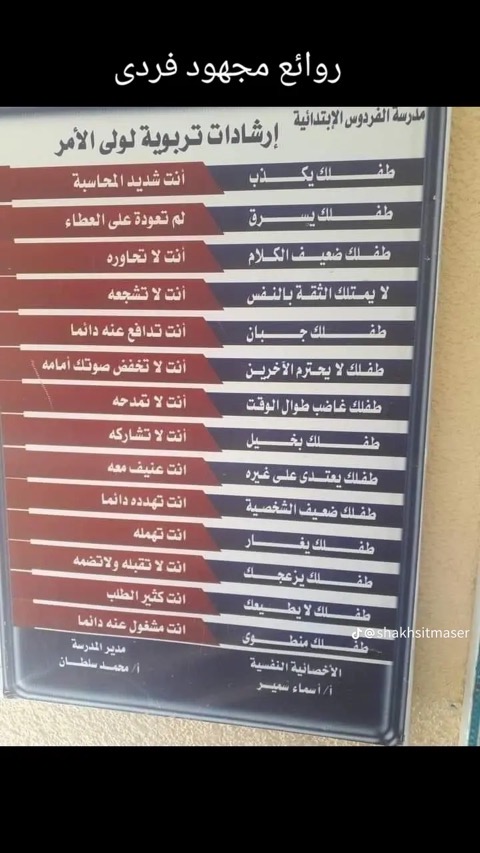 روائع مجهود فردى
مدرسة الفردوس الإبتدائية
إرشادات تربوية لولى الأمر
طفلك يكذب أنت شديد المحاسبة
طفلك يسرق لم تعودة على العطاء
طفلك ضعيف الكلام أنت لا تحاوره
لا يمتلك الثقة بالنفس أنت لا تشجعه
طفلك جبان أنت تدافع عنه دائما
طفلك لا يحترم الأخرين أنت لا تخفض صوتك أمامه
طفلك غاضب طوال الوقت أنت لا تمدحه
طفلك بخيل أنت لا تشاركه
طفلك يعتدى على غيره انت عنيف معه
طفلك ضعيف الشخصية انت تهدده دائما
طفلك يغار انت تهمله
طفلك يزعجك انت لا تقبله ولاتضمه
طفلك لا يطيعك انت كثير الطلب
طفلك منطوى انت مشغول عنه دائما
@shakhsitmaser
الأخصائية النفسية مدير المدرسة
أ/ أسماء سمير أ/ محمد سلطان